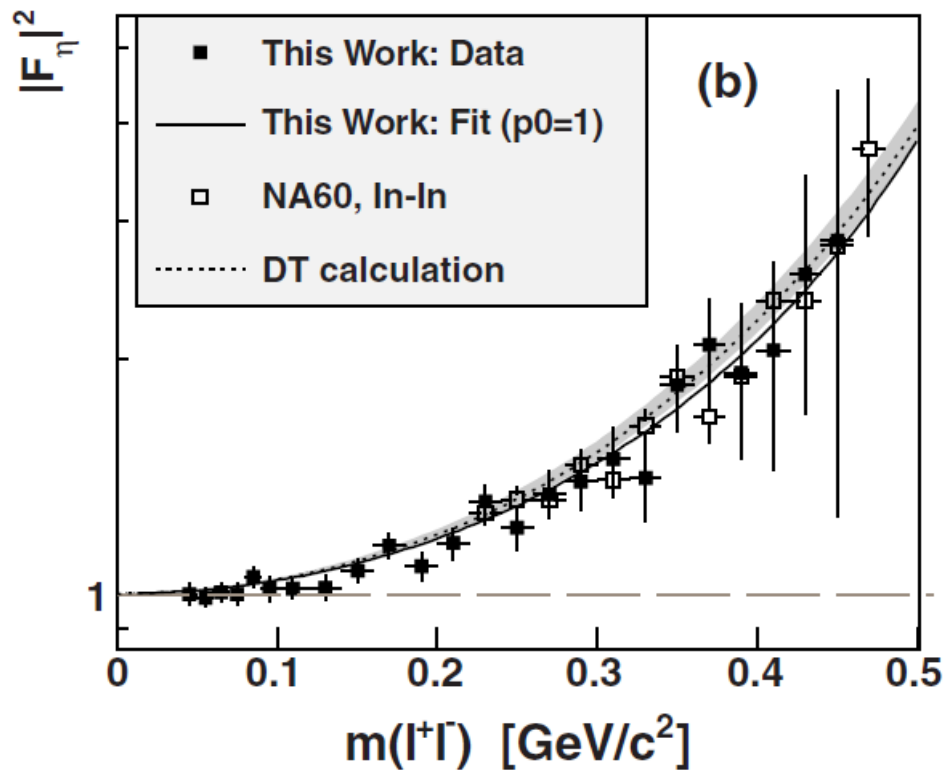 |F_η|²
This Work: Data
This Work: Fit (p0=1)
NA60, In-In
DT calculation
(b)
1
0 0.1 0.2 0.3 0.4 0.5
m(l⁺l⁻) [GeV/c²]